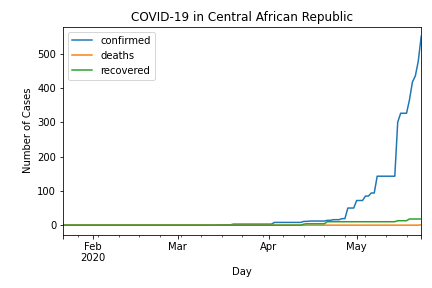 COVID-19 in Central African Republic
confirmed
deaths
recovered
Number of Cases
500
400
300
200
100
0
Feb
2020
Mar
Apr
May
Day